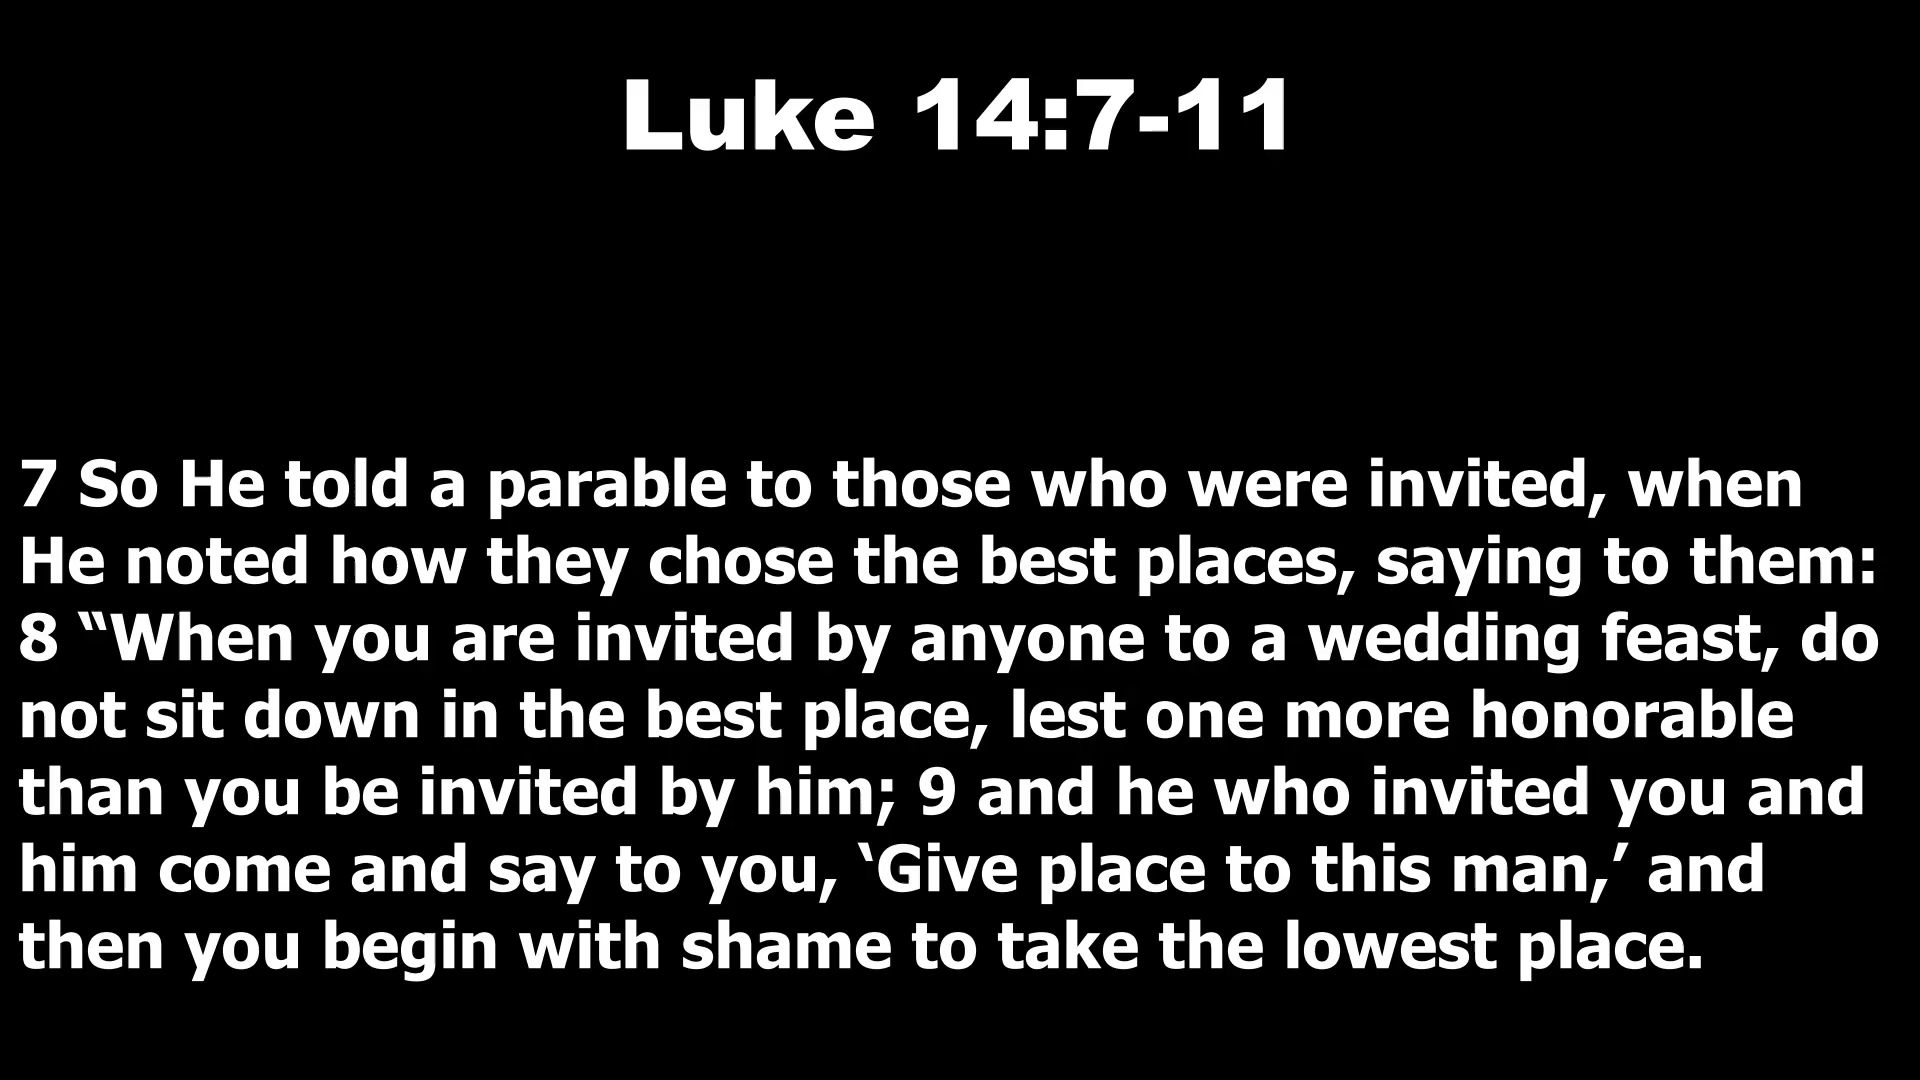 Luke 14:7-11
7 So He told a parable to those who were invited, when
He noted how they chose the best places, saying to them:
8 “When you are invited by anyone to a wedding feast, do
not sit down in the best place, lest one more honorable
than you be invited by him; 9 and he who invited you and
him come and say to you, ‘Give place to this man,’ and
then you begin with shame to take the lowest place.